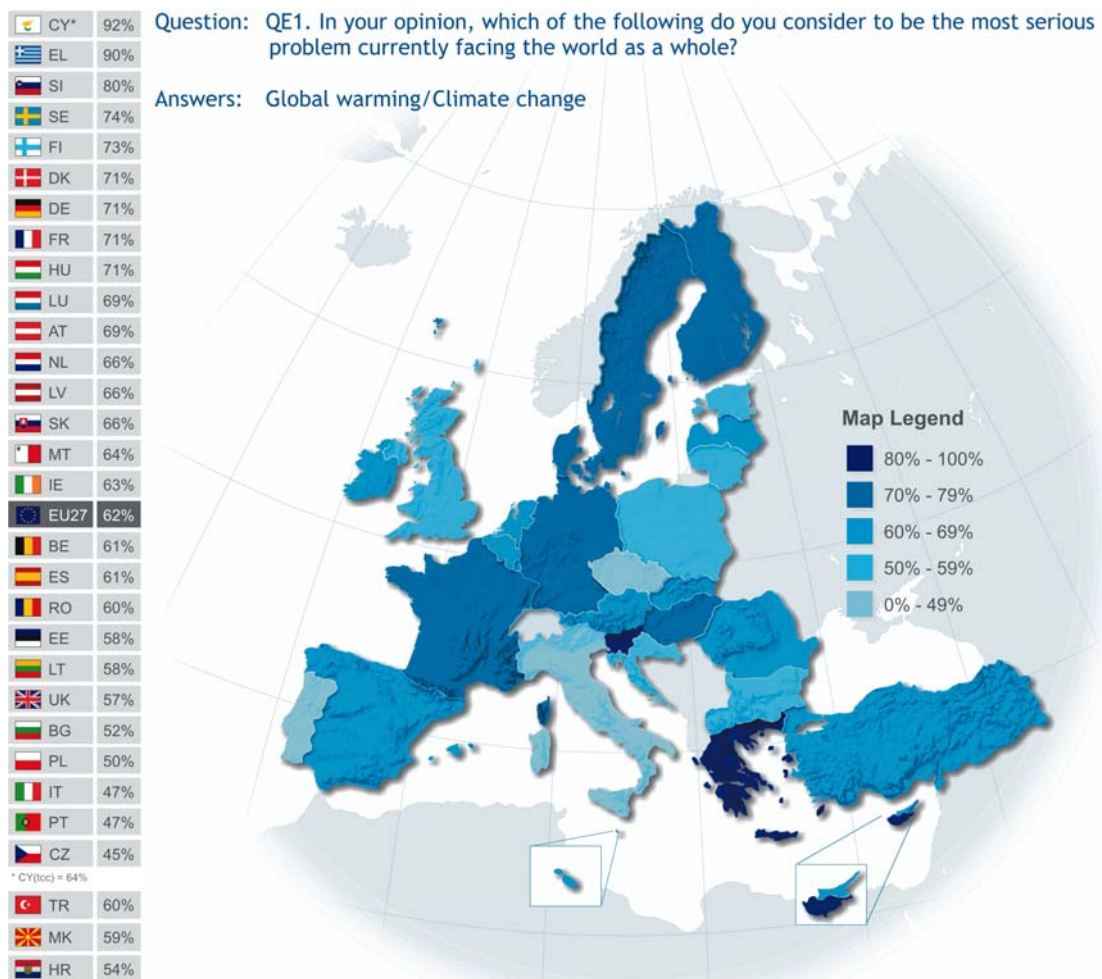 Question: QE1. In your opinion, which of the following do you consider to be the most serious
problem currently facing the world as a whole?
Answers: Global warming/Climate change
CY* 92%
EL 90%
SI 80%
SE 74%
FI 73%
DK 71%
DE 71%
FR 71%
HU 71%
LU 69%
AT 69%
NL 66%
LV 66%
SK 66%
MT 64%
IE 63%
EU27 62%
BE 61%
ES 61%
RO 60%
EE 58%
LT 58%
UK 57%
BG 52%
PL 50%
IT 47%
PT 47%
CZ 45%
* CY(tcc) = 64%
TR 60%
MK 59%
HR 54%
Map Legend
80% - 100%
70% - 79%
60% - 69%
50% - 59%
0% - 49%